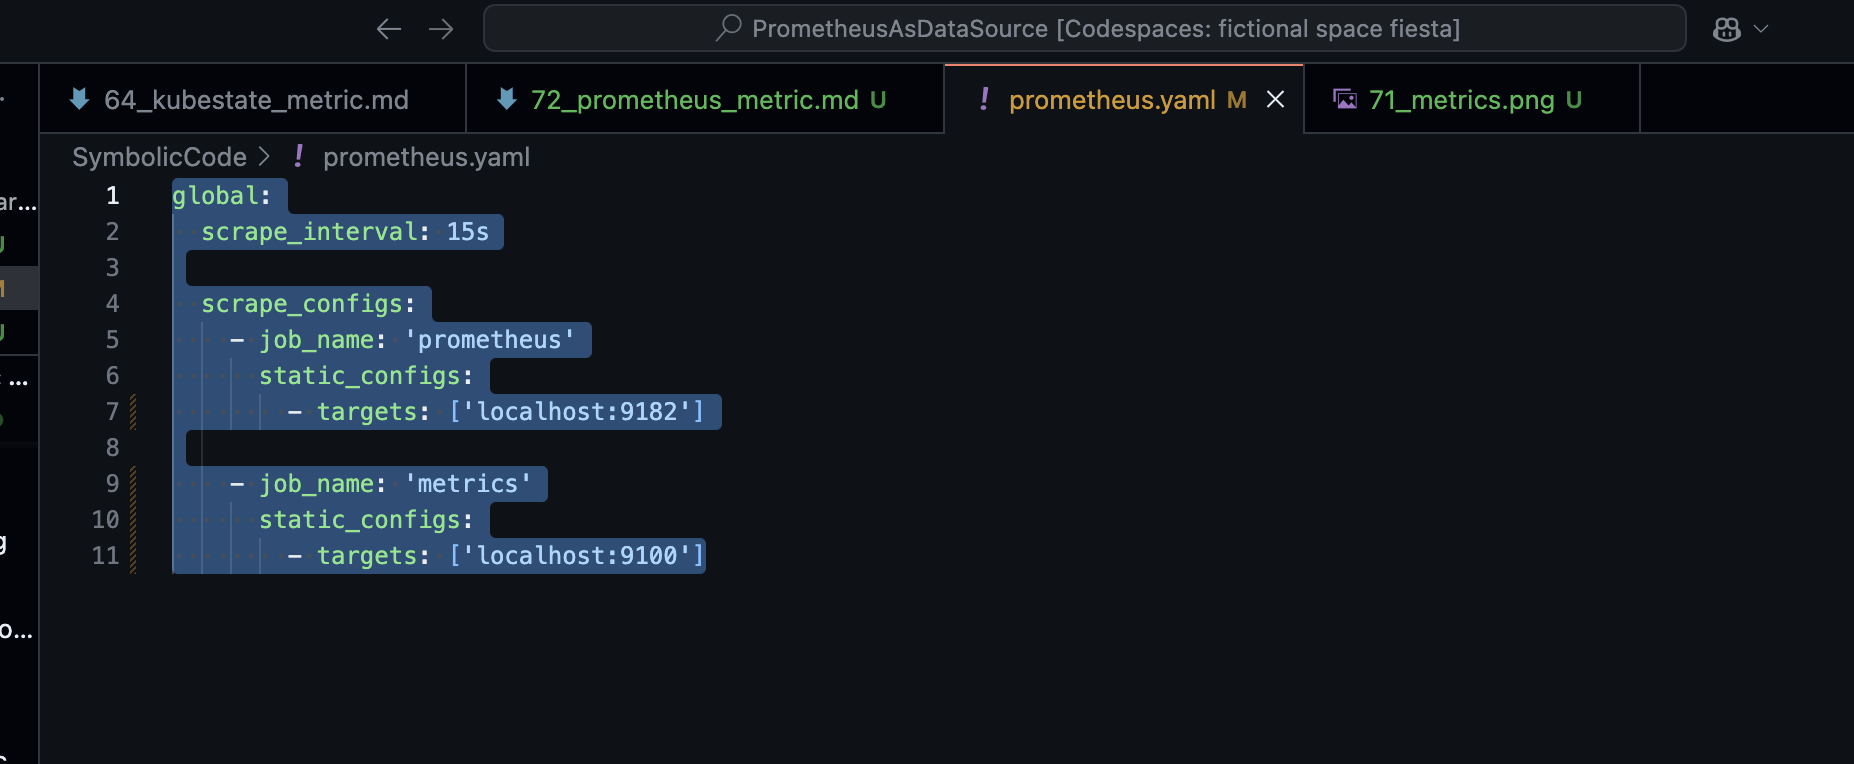 PrometheusAsDataSource [Codespaces: fictional space fiesta]
64_kubestate_metric.md
72_prometheus_metric.md U
! prometheus.yaml M
71_metrics.png U
SymbolicCode > ! prometheus.yaml
ar...
1 global:
2   scrape_interval: 15s
3
4   scrape_configs:
5     - job_name: 'prometheus'
6       static_configs:
7         - targets: ['localhost:9182']
8
9     - job_name: 'metrics'
10       static_configs:
11         - targets: ['localhost:9100']